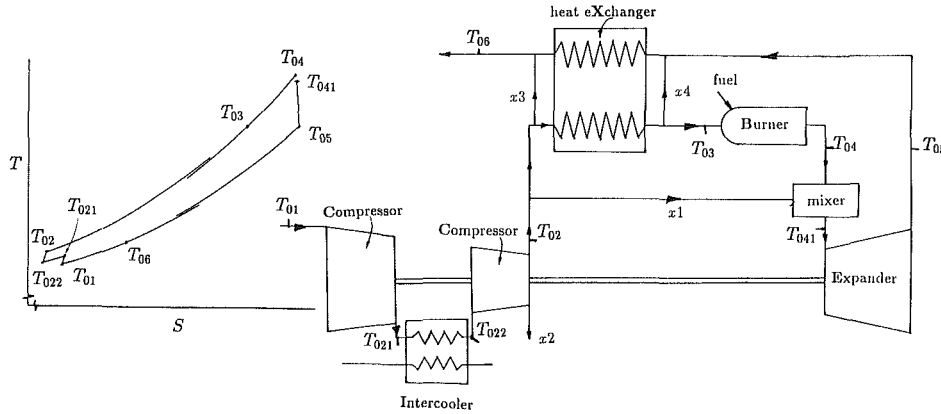 heat eXchanger
T06
T04
T041
T03
T05
T
T021
T02
T022
T01
T06
S
x3
x4
fuel
Burner
T03
T04
T05
T01
Compressor
Compressor
T02
x1
mixer
T041
Expander
T021
T022
x2
Intercooler